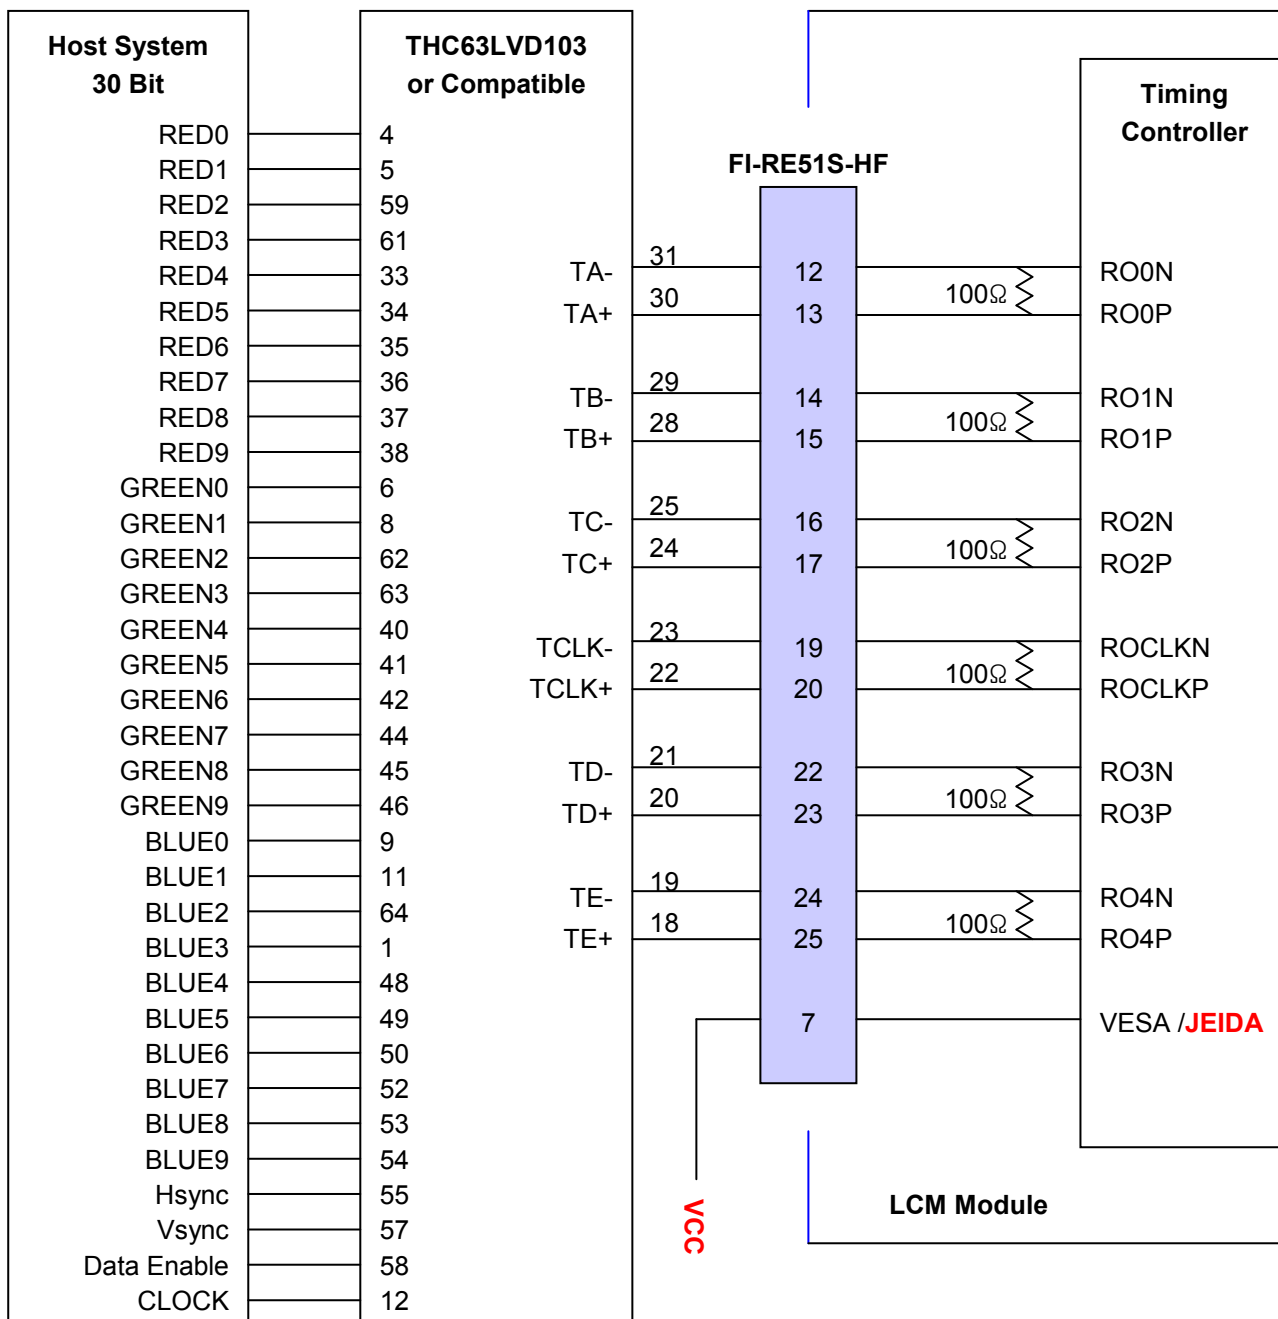 Host System
30 Bit
RED0 4
RED1 5
RED2 59
RED3 61
RED4 33
RED5 34
RED6 35
RED7 36
RED8 37
RED9 38
GREEN0 6
GREEN1 8
GREEN2 62
GREEN3 63
GREEN4 40
GREEN5 41
GREEN6 42
GREEN7 44
GREEN8 45
GREEN9 46
BLUE0 9
BLUE1 11
BLUE2 64
BLUE3 1
BLUE4 48
BLUE5 49
BLUE6 50
BLUE7 52
BLUE8 53
BLUE9 54
Hsync 55
Vsync 57
Data Enable 58
CLOCK 12
THC63LVD103
or Compatible
FI-RE51S-HF
Timing
Controller
TA- 31 12 RO0N
100Ω
TA+ 30 13 RO0P
TB- 29 14 RO1N
100Ω
TB+ 28 15 RO1P
TC- 25 16 RO2N
100Ω
TC+ 24 17 RO2P
TCLK- 23 19 ROCLKN
100Ω
TCLK+ 22 20 ROCLKP
TD- 21 22 RO3N
100Ω
TD+ 20 23 RO3P
TE- 19 24 RO4N
100Ω
TE+ 18 25 RO4P
7 VESA /JEIDA
VCC
LCM Module